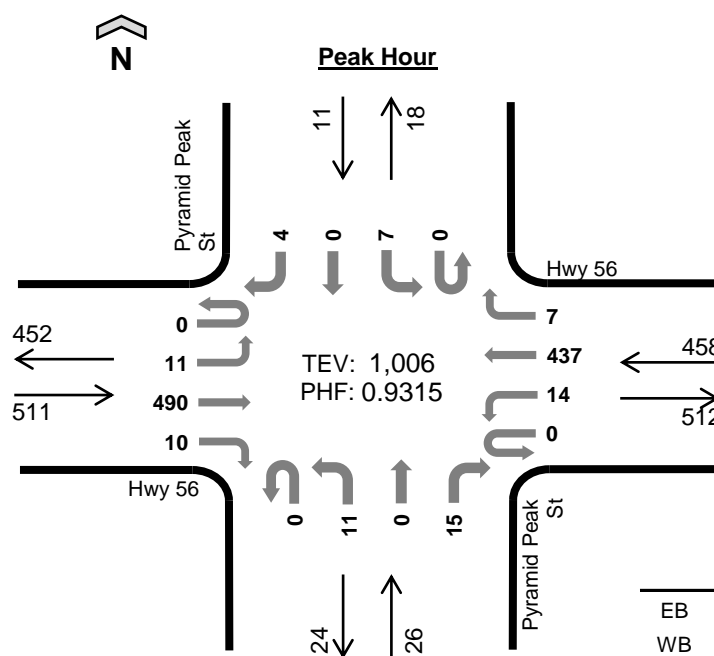 Peak Hour
N
11
18
Pyramid Peak
St
4
0
7
0
Hwy 56
0
7
452
11
TEV: 1,006
437
458
490
PHF: 0.9315
14
511
512
10
0
Hwy 56
0
11
0
15
Pyramid Peak
St
24
26
EB
WB